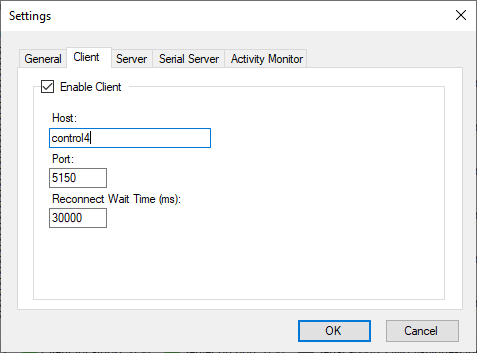 Settings
General Client Server Serial Server Activity Monitor
Enable Client
Host:
control4
Port:
5150
Reconnect Wait Time (ms):
30000
OK Cancel